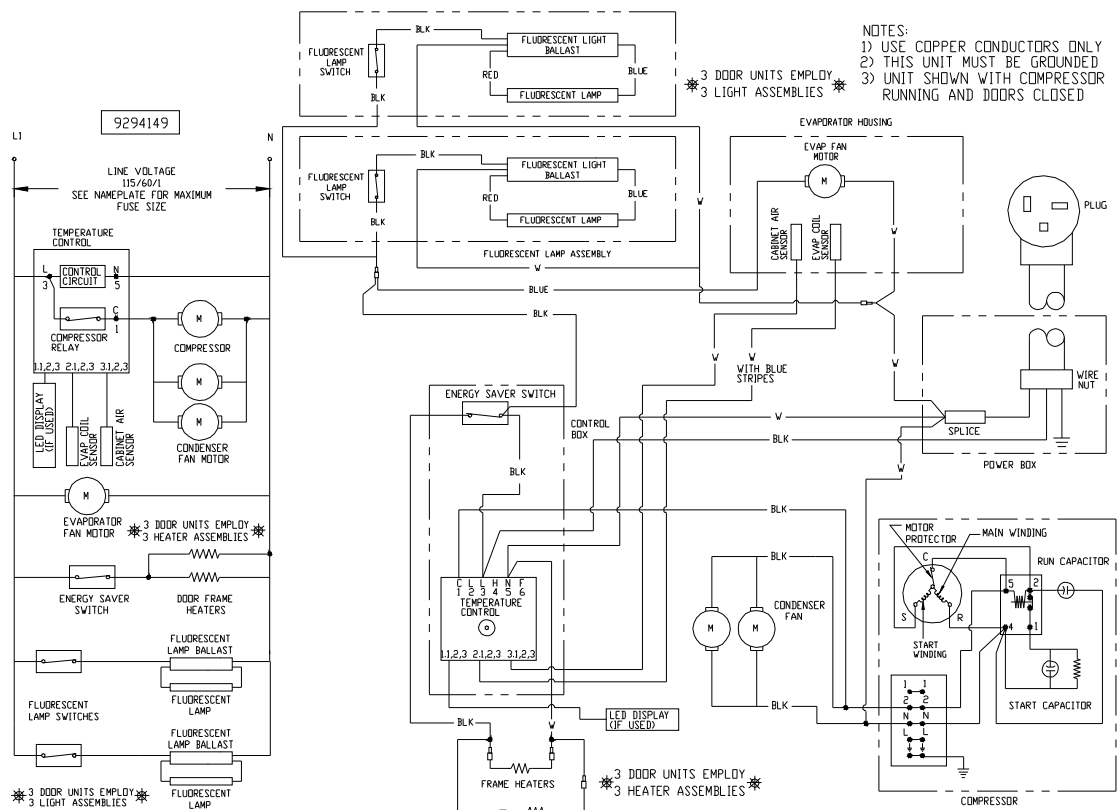 NOTES:
1) USE COPPER CONDUCTORS ONLY
2) THIS UNIT MUST BE GROUNDED
3) UNIT SHOWN WITH COMPRESSOR
RUNNING AND DOORS CLOSED
BLK
FLUORESCENT LIGHT
BALLAST
FLUORESCENT
LAMP
SWITCH
RED
BLUE
FLUORESCENT LAMP
BLK
3 DOOR UNITS EMPLOY
3 LIGHT ASSEMBLIES
9294149
L1
N
LINE VOLTAGE
115/60/1
SEE NAMEPLATE FOR MAXIMUM
FUSE SIZE
BLK
FLUORESCENT LIGHT
BALLAST
FLUORESCENT
LAMP
SWITCH
RED
BLUE
FLUORESCENT LAMP
BLK
FLUORESCENT LAMP ASSEMBLY
W
W
BLUE
BLK
EVAPORATOR HOUSING
EVAP FAN
MOTOR
M
CABINET AIR
SENSOR
EVAP COIL
SENSOR
W
PLUG
TEMPERATURE
CONTROL
L
3
CONTROL
CIRCUIT
N
5
C
1
COMPRESSOR
RELAY
1.1,2,3
2.1,2,3
3.1,2,3
M
COMPRESSOR
M
M
CONDENSER
FAN MOTOR
LED DISPLAY
(IF USED)
EVAP COIL
SENSOR
CABINET AIR
SENSOR
M
EVAPORATOR
FAN MOTOR
3 DOOR UNITS EMPLOY
3 HEATER ASSEMBLIES
ENERGY SAVER
SWITCH
DOOR FRAME
HEATERS
FLUORESCENT
LAMP BALLAST
FLUORESCENT
LAMP
FLUORESCENT
LAMP SWITCHES
FLUORESCENT
LAMP BALLAST
FLUORESCENT
LAMP
3 DOOR UNITS EMPLOY
3 LIGHT ASSEMBLIES
W
W
WITH BLUE
STRIPES
W
ENERGY SAVER SWITCH
CONTROL
BOX
BLK
W
BLK
WIRE
NUT
SPLICE
POWER BOX
W
BLK
C L L H N F
1 2 3 4 5 6
TEMPERATURE
CONTROL
1.1,2,3
2.1,2,3
3.1,2,3
BLK
W
LED DISPLAY
(IF USED)
FRAME HEATERS
3 DOOR UNITS EMPLOY
3 HEATER ASSEMBLIES
BLK
M
M
CONDENSER
FAN
BLK
MOTOR
PROTECTOR
MAIN WINDING
C
P
S
R
START
WINDING
RUN CAPACITOR
5
2
4
1
START CAPACITOR
1 1
2 2
N N
L L
COMPRESSOR